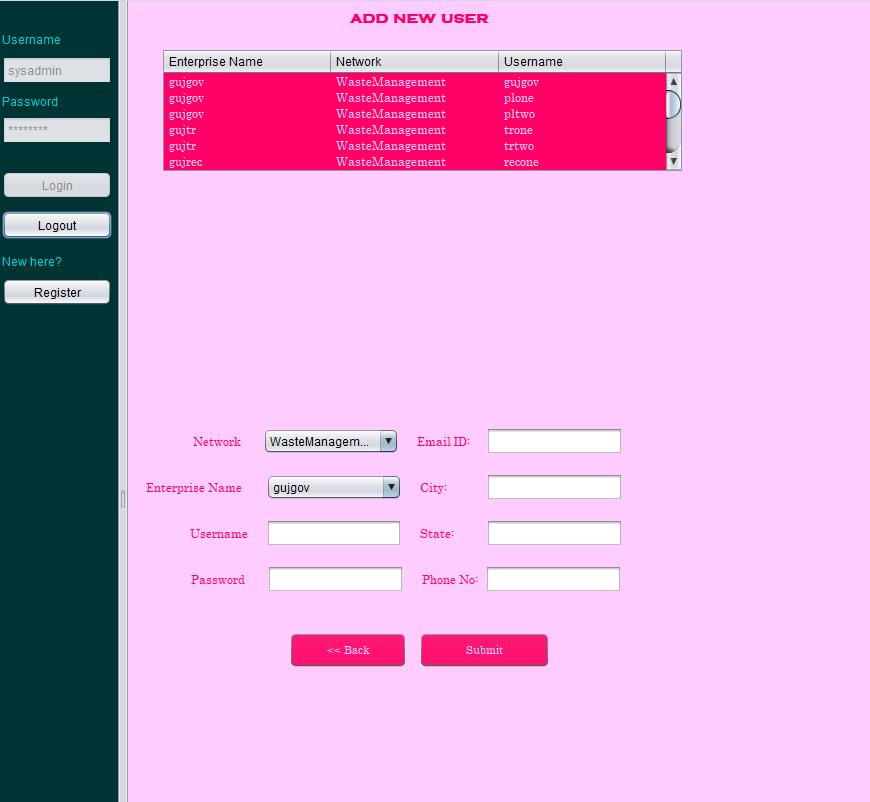 ADD NEW USER
Username
sysadmin
Password
********
Login
Logout
New here?
Register
Enterprise Name Network Username
gujgov WasteManagement gujgov
gujgov WasteManagement plone
gujgov WasteManagement pltwo
gujtr WasteManagement trone
gujtr WasteManagement trtwo
gujrec WasteManagement recone
Network WasteManagem... Email ID:
Enterprise Name gujgov City:
Username State:
Password Phone No:
<< Back Submit